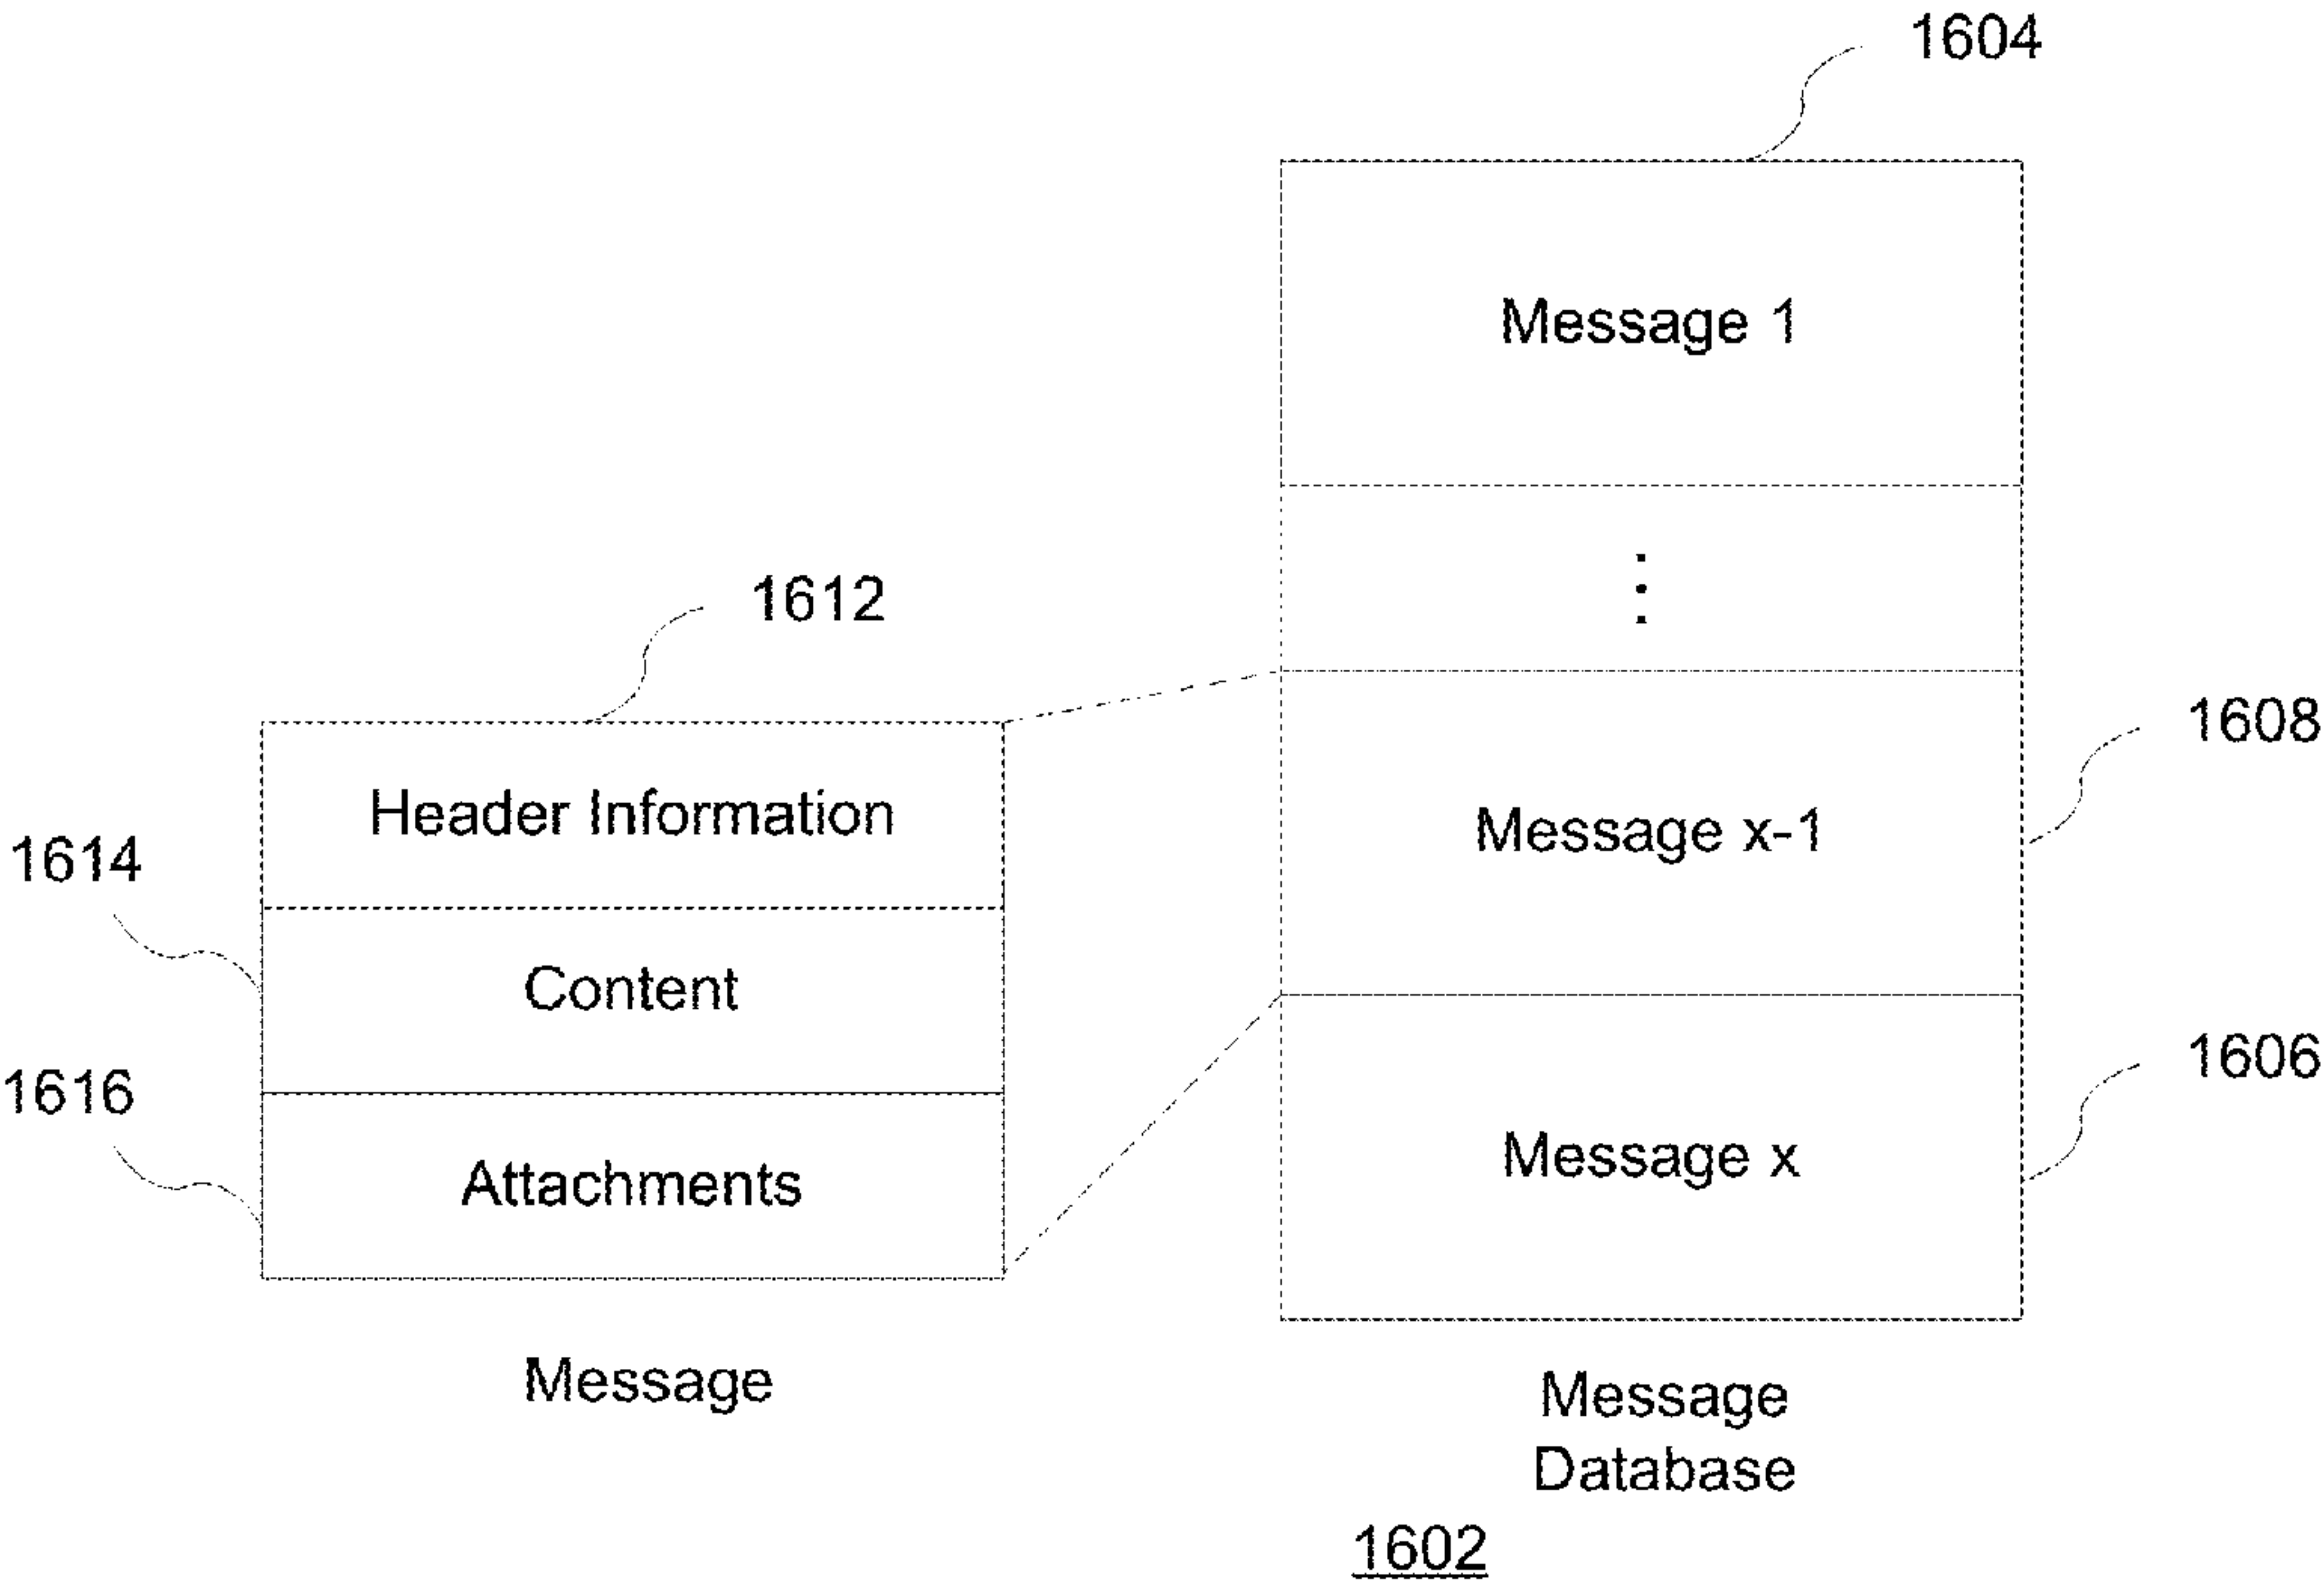 1604
Message 1
⋮
1612
1608
Header Information
Message x-1
1614
Content
1606
1616
Message x
Attachments
Message
Message
Database
1602